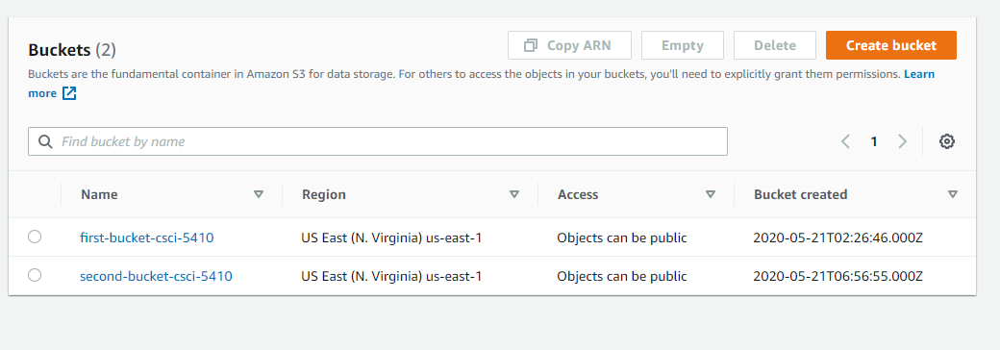 Buckets (2)
Copy ARN
Empty
Delete
Create bucket
Buckets are the fundamental container in Amazon S3 for data storage. For others to access the objects in your buckets, you'll need to explicitly grant them permissions. Learn
more
Find bucket by name
1
Name Region Access Bucket created
first-bucket-csci-5410 US East (N. Virginia) us-east-1 Objects can be public 2020-05-21T02:26:46.000Z
second-bucket-csci-5410 US East (N. Virginia) us-east-1 Objects can be public 2020-05-21T06:56:55.000Z